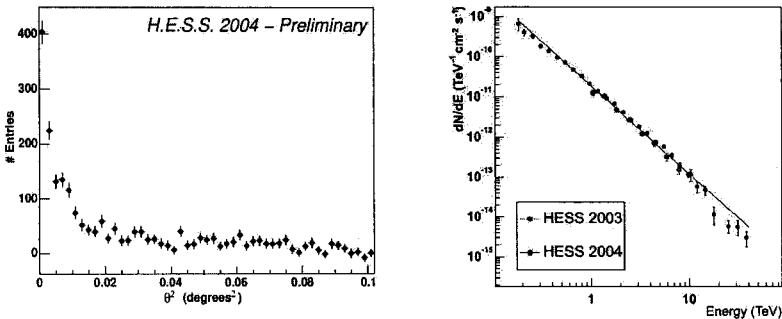 H.E.S.S. 2004 – Preliminary
# Entries
400
300
200
100
0
0
0.02
0.04
0.06
0.08
0.1
θ² (degrees²)
dN/dE (TeV⁻¹ cm⁻² s⁻¹)
10⁻⁹
10⁻¹⁰
10⁻¹¹
10⁻¹²
10⁻¹³
10⁻¹⁴
10⁻¹⁵
HESS 2003
HESS 2004
1
10
Energy (TeV)